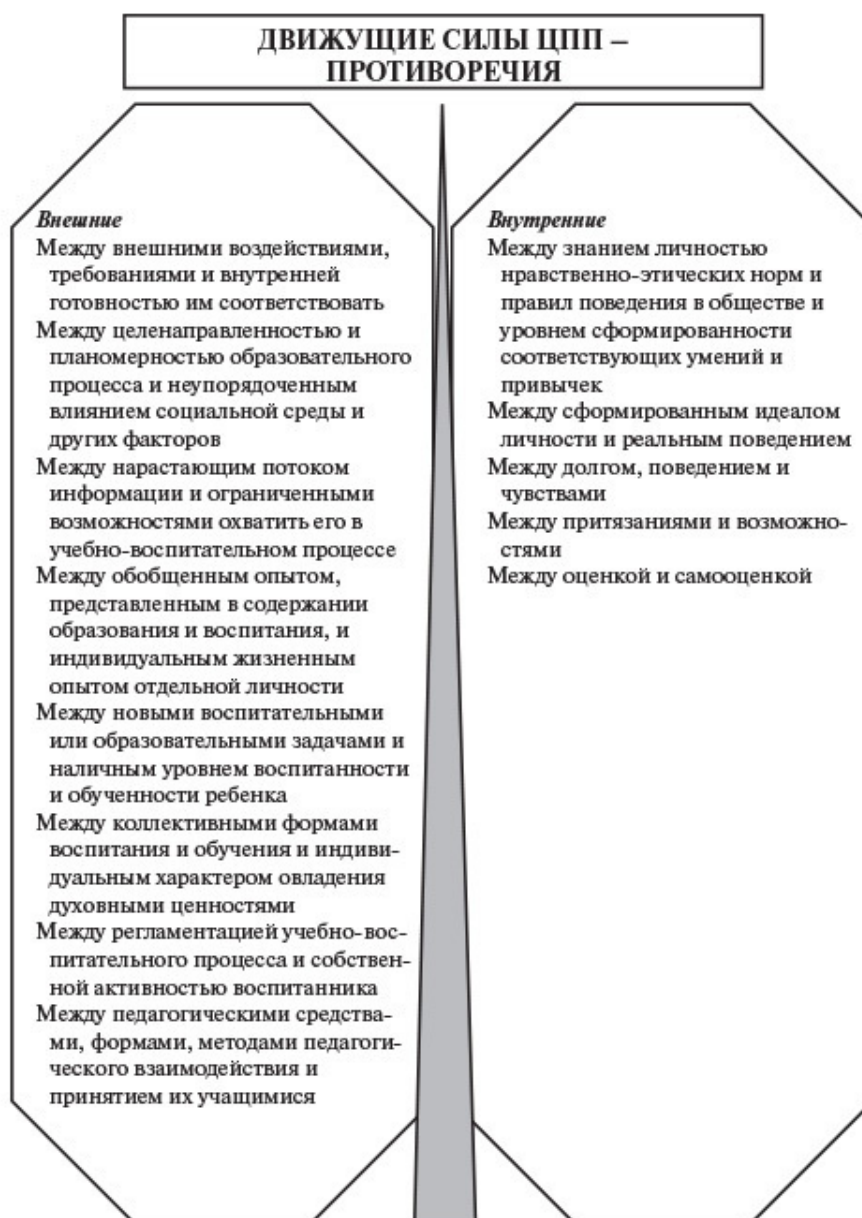 ДВИЖУЩИЕ СИЛЫ ЦПП –
ПРОТИВОРЕЧИЯ
Внешние
Между внешними воздействиями,
требованиями и внутренней
готовностью им соответствовать
Между целенаправленностью и
планомерностью образовательного
процесса и неупорядоченным
влиянием социальной среды и
других факторов
Между нарастающим потоком
информации и ограниченными
возможностями охватить его в
учебно-воспитательном процессе
Между обобщенным опытом,
представленным в содержании
образования и воспитания, и
индивидуальным жизненным
опытом отдельной личности
Между новыми воспитательными
или образовательными задачами и
наличным уровнем воспитанности
и обученности ребенка
Между коллективными формами
воспитания и обучения и индиви-
дуальным характером овладения
духовными ценностями
Между регламентацией учебно-вос-
питательного процесса и собствен-
ной активностью воспитанника
Между педагогическими средства-
ми, формами, методами педагоги-
ческого взаимодействия и
принятием их учащимися
Внутренние
Между знанием личностью
нравственно-этических норм и
правил поведения в обществе и
уровнем сформированности
соответствующих умений и
привычек
Между сформированным идеалом
личности и реальным поведением
Между долгом, поведением и
чувствами
Между притязаниями и возможно-
стями
Между оценкой и самооценкой